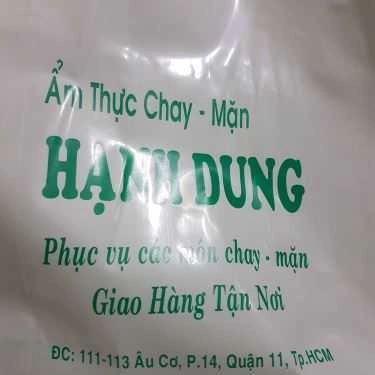 Ẩm Thực Chay - Mặn
HẠNH DUNG
Phục vụ các món chay - mặn
Giao Hàng Tận Nơi
ĐC: 111-113 Âu Cơ, P.14, Quận 11, Tp.HCM